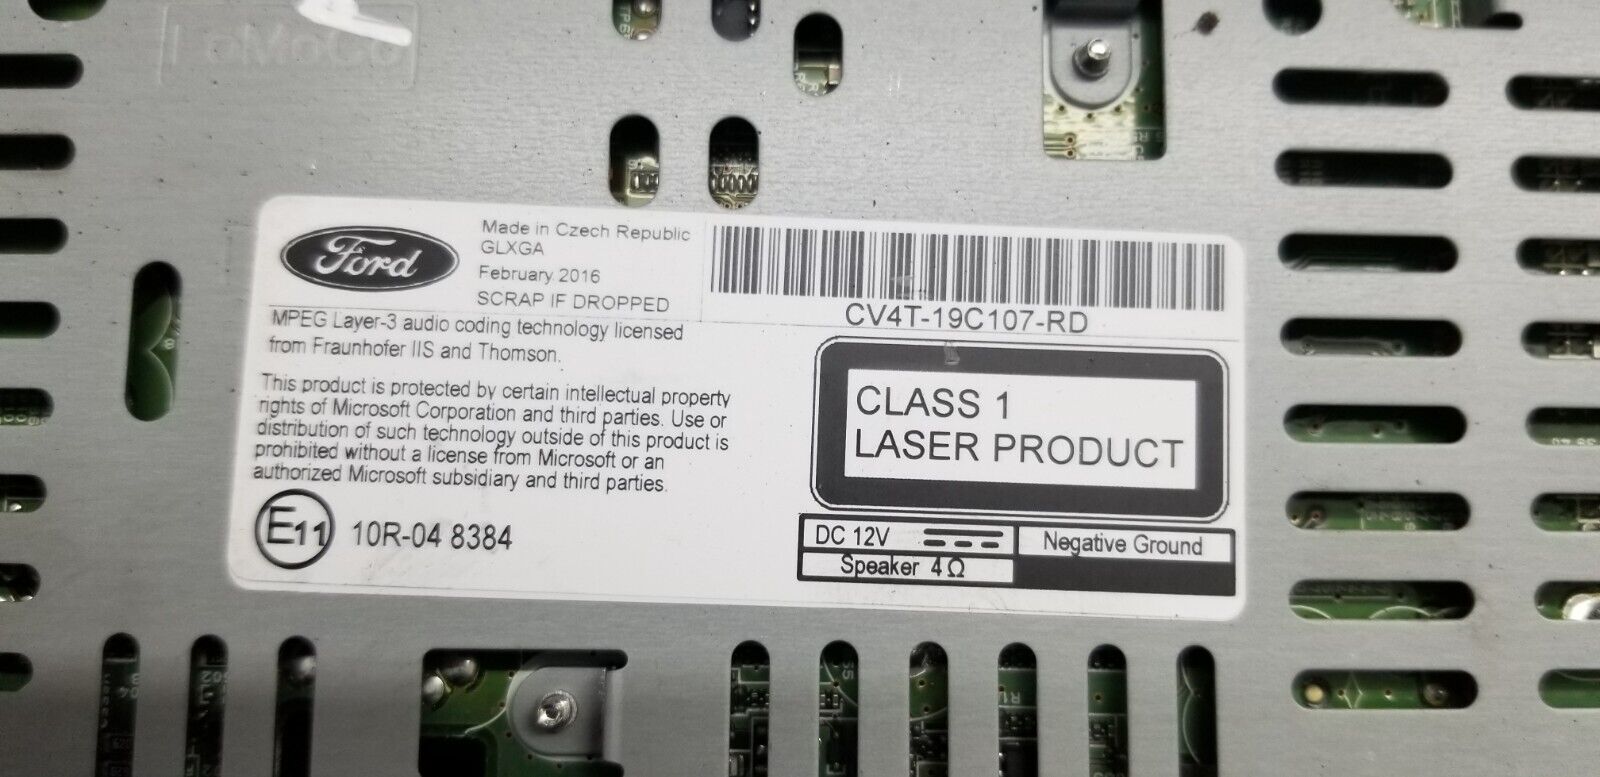 FoMoCo
Ford
Made in Czech Republic
GLXGA
February 2016
SCRAP IF DROPPED
CV4T-19C107-RD
MPEG Layer-3 audio coding technology licensed
from Fraunhofer IIS and Thomson.
This product is protected by certain intellectual property
rights of Microsoft Corporation and third parties. Use or
distribution of such technology outside of this product is
prohibited without a license from Microsoft or an
authorized Microsoft subsidiary and third parties.
E11 10R-04 8384
CLASS 1
LASER PRODUCT
DC 12V
Negative Ground
Speaker 4Ω